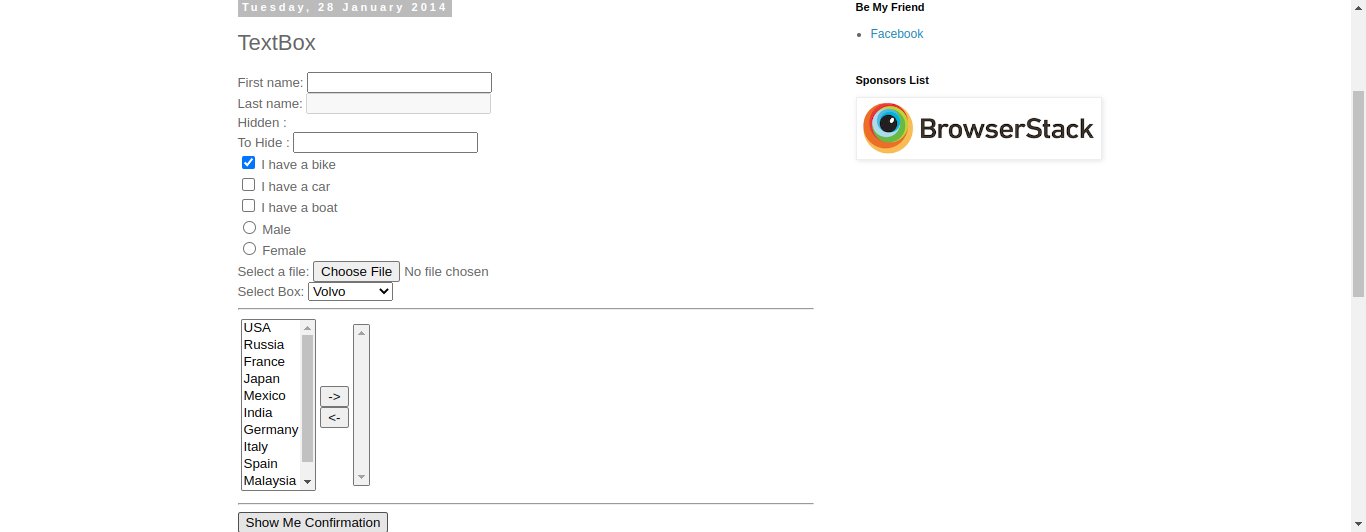 Tuesday, 28 January 2014
TextBox
First name:
Last name:
Hidden :
To Hide :
I have a bike
I have a car
I have a boat
Male
Female
Select a file: Choose File No file chosen
Select Box: Volvo
USA
Russia
France
Japan
Mexico
India
Germany
Italy
Spain
Malaysia
->
<-
Show Me Confirmation
Be My Friend
Facebook
Sponsors List
BrowserStack